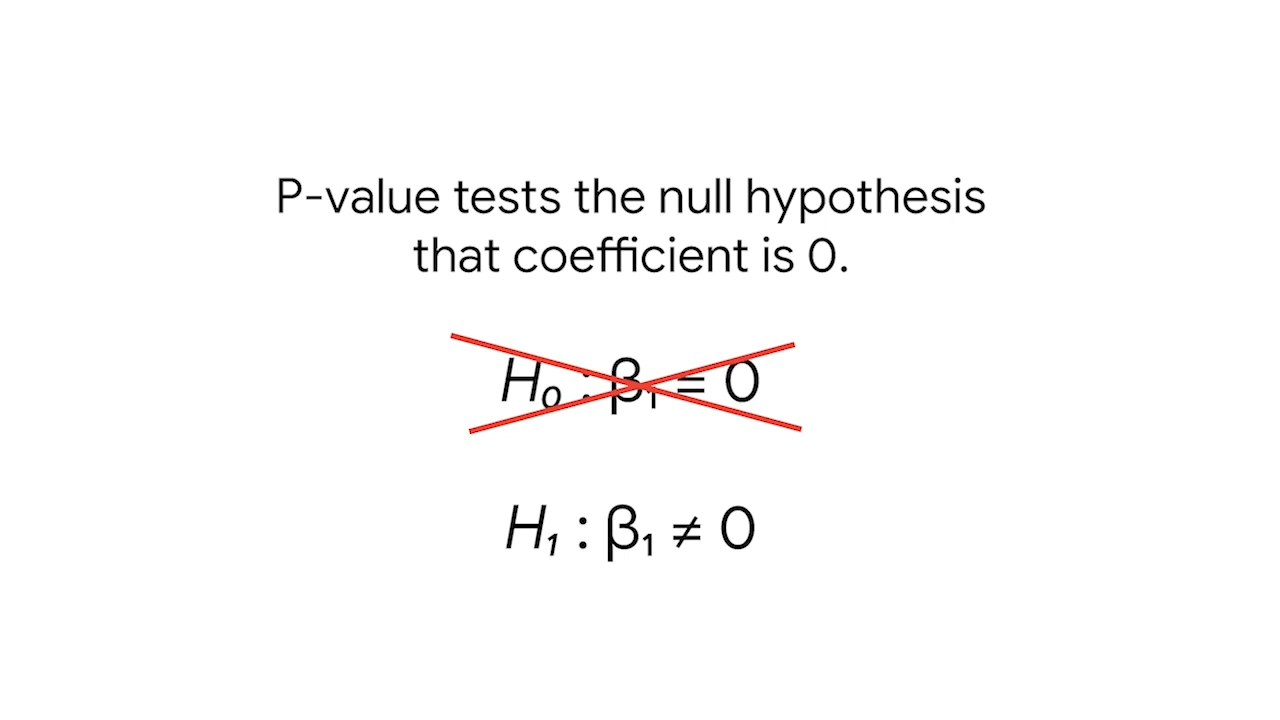 P-value tests the null hypothesis
that coefficient is 0.
H₀ : β₁ = 0
H₁ : β₁ ≠ 0